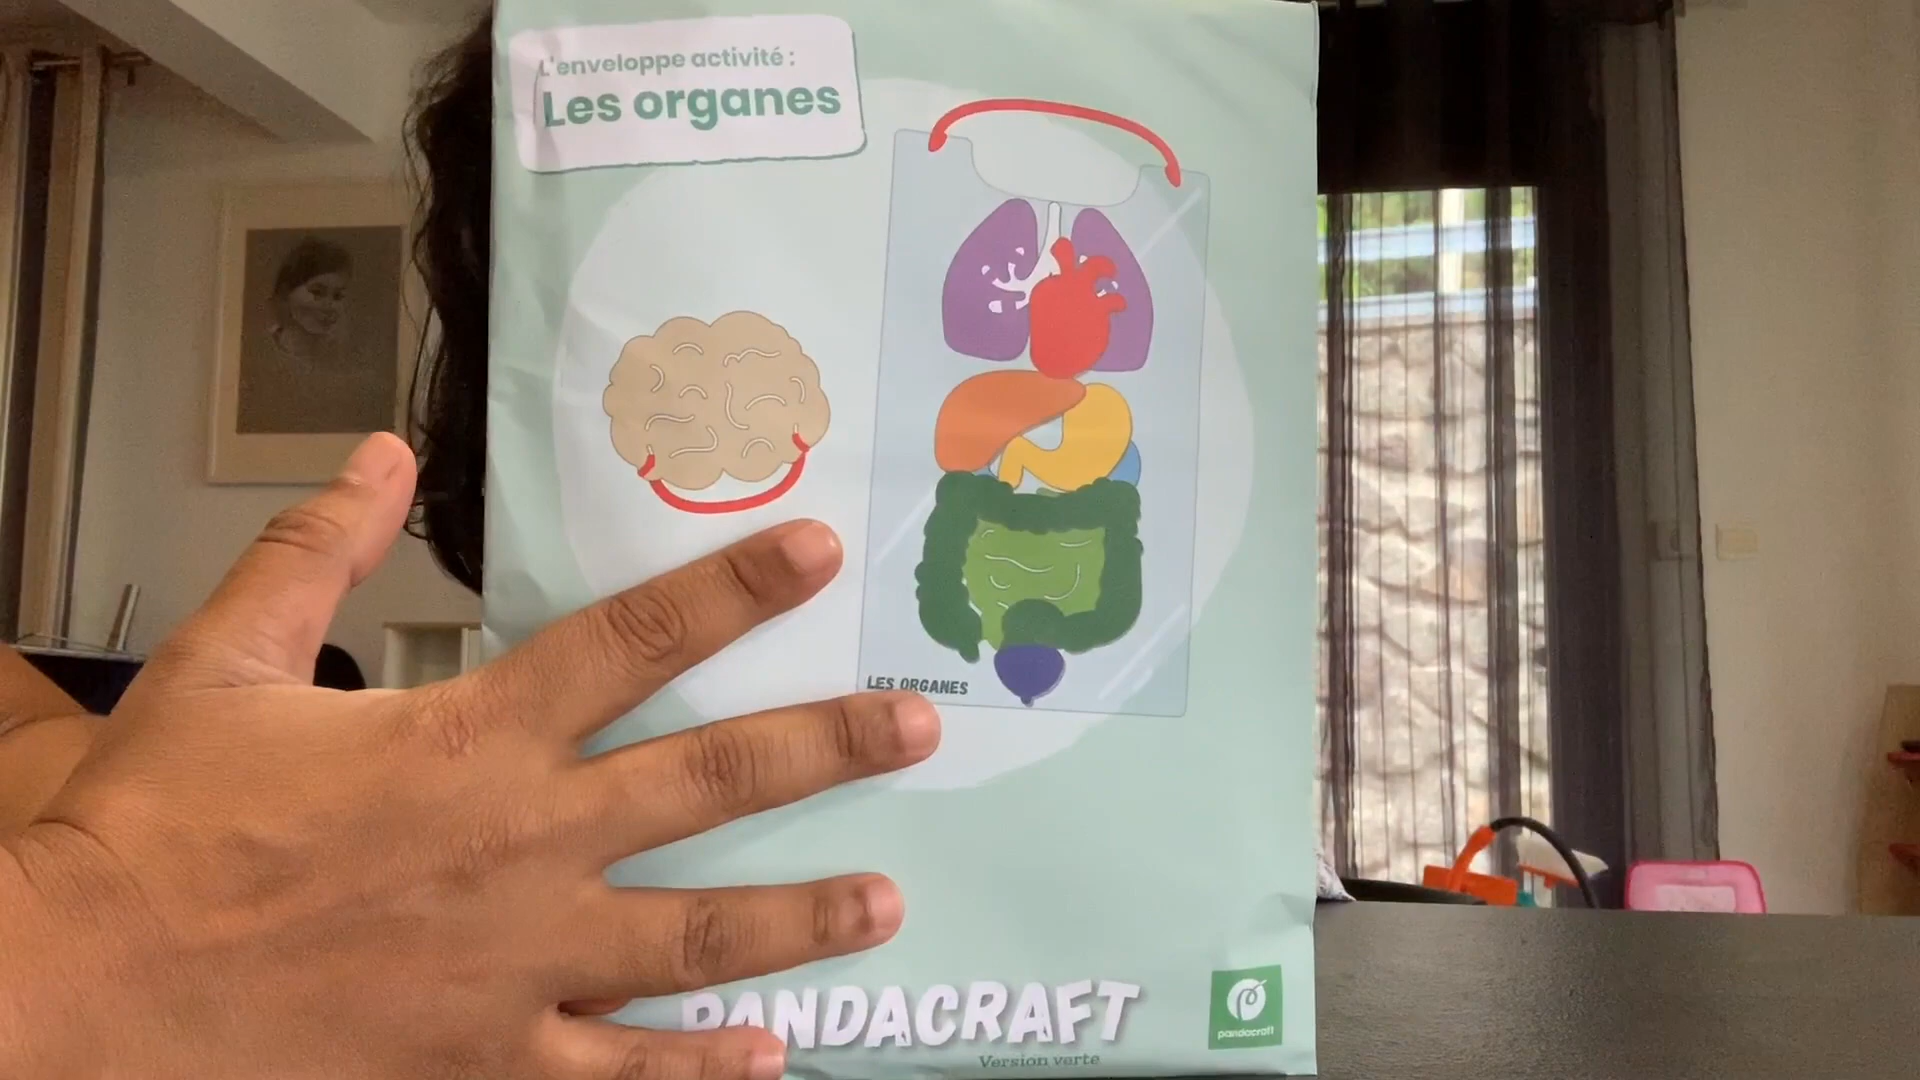 L'enveloppe activité :
Les organes
LES ORGANES
PANDACRAFT
pandacraft
Version verte